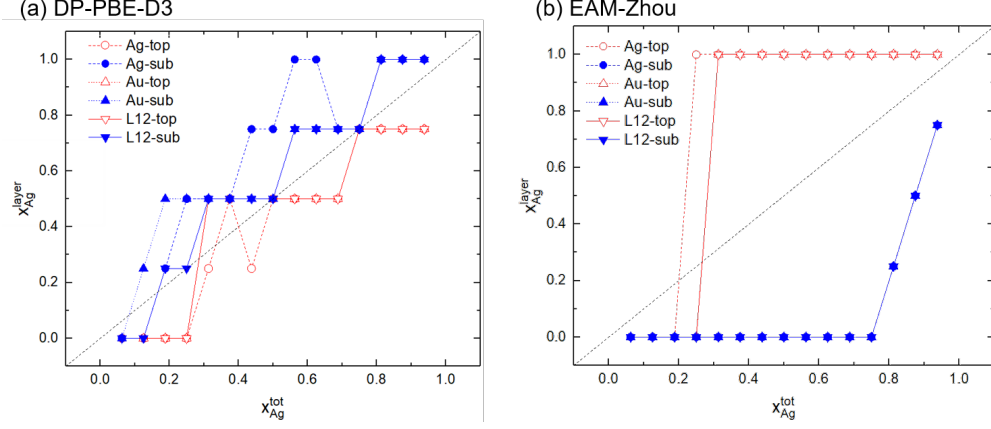 (a) DP-PBE-D3
Ag-top
Ag-sub
Au-top
Au-sub
L12-top
L12-sub
1.0
0.8
0.6
0.4
0.2
0.0
x_Ag^layer
0.0 0.2 0.4 0.6 0.8 1.0
x_Ag^tot
(b) EAM-Zhou
Ag-top
Ag-sub
Au-top
Au-sub
L12-top
L12-sub
1.0
0.8
0.6
0.4
0.2
0.0
x_Ag^layer
0.0 0.2 0.4 0.6 0.8 1.0
x_Ag^tot